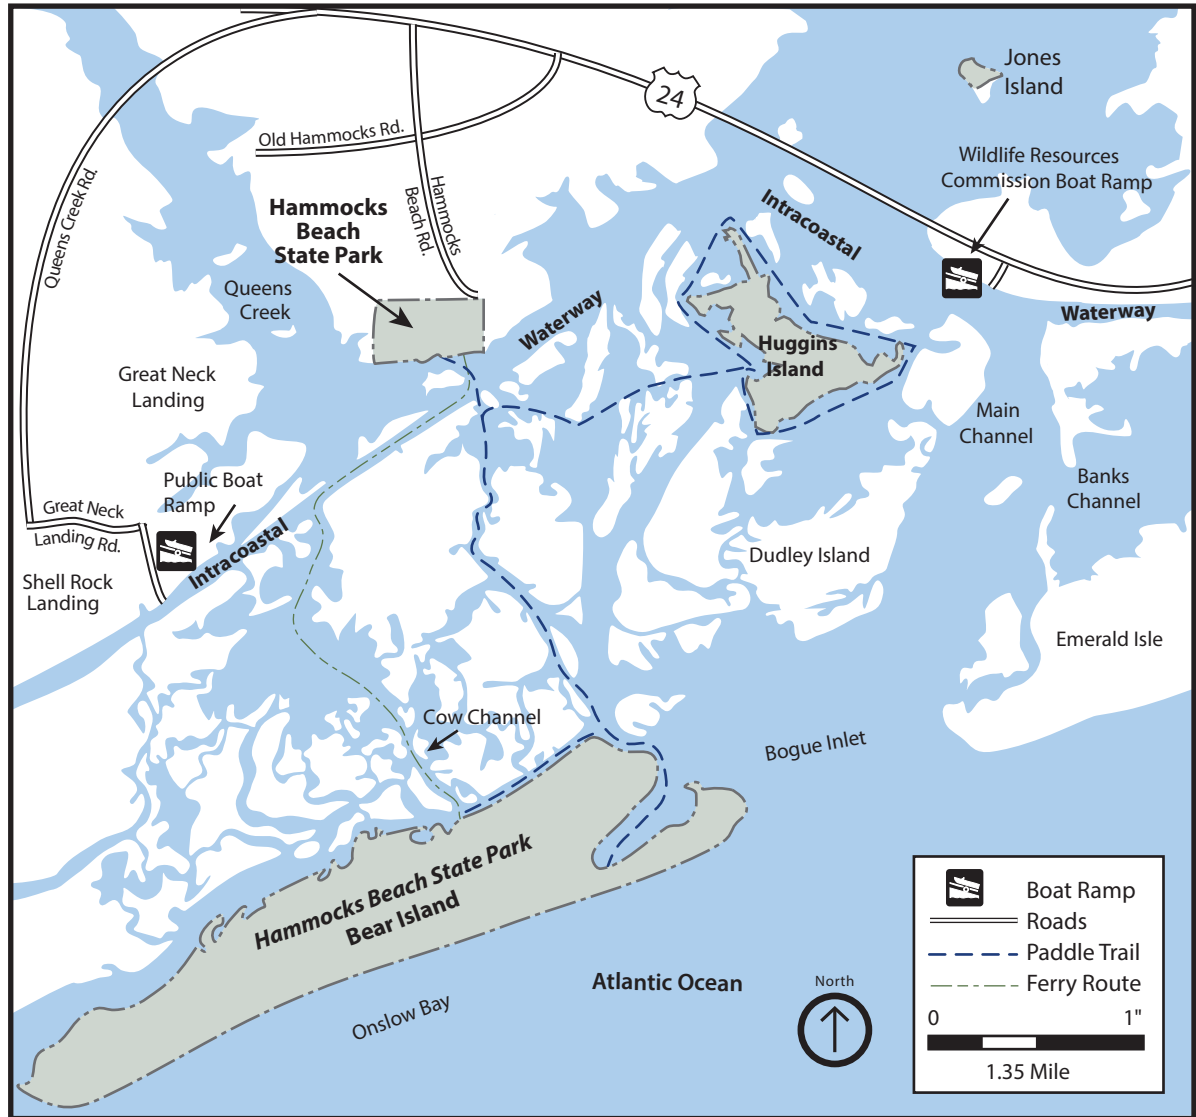 Jones
Island
24
Old Hammocks Rd.
Wildlife Resources
Commission Boat Ramp
Queens Creek Rd.
Hammocks
Beach Rd.
Hammocks
Beach
State Park
Intracoastal
Queens
Creek
Waterway
Waterway
Huggins
Island
Great Neck
Landing
Main
Channel
Public Boat
Ramp
Banks
Channel
Great Neck
Landing Rd.
Intracoastal
Dudley Island
Shell Rock
Landing
Emerald Isle
Cow Channel
Bogue Inlet
Hammocks Beach State Park
Bear Island
Atlantic Ocean
Onslow Bay
North
Boat Ramp
Roads
Paddle Trail
Ferry Route
0 1"
1.35 Mile